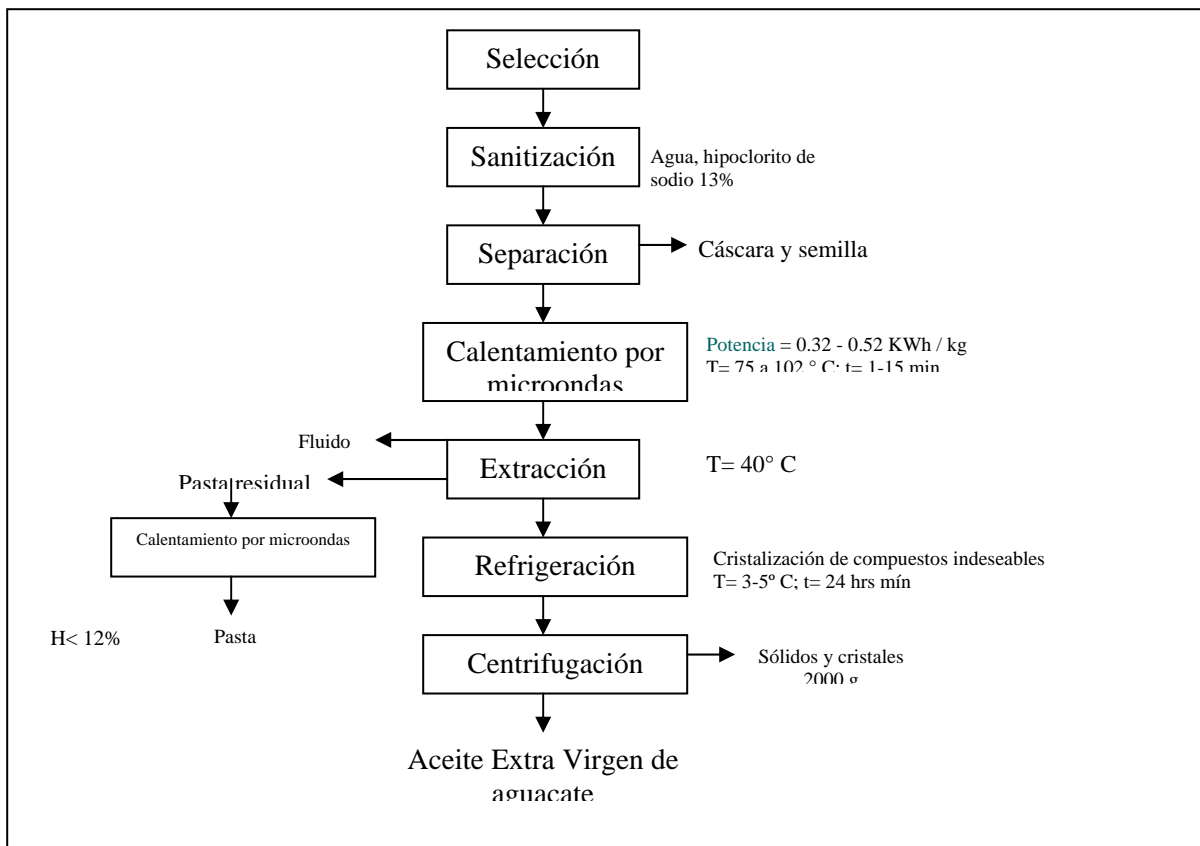 Selección
Sanitización
Agua, hipoclorito de
sodio 13%
Separación
Cáscara y semilla
Calentamiento por
microondas
Potencia = 0.32 - 0.52 KWh / kg
T= 75 a 102 ° C; t= 1-15 min
Fluido
Extracción
T= 40° C
Pasta residual
Calentamiento por microondas
Refrigeración
Cristalización de compuestos indeseables
T= 3-5º C; t= 24 hrs mín
H< 12%
Pasta
Centrifugación
Sólidos y cristales
2000 g
Aceite Extra Virgen de
aguacate